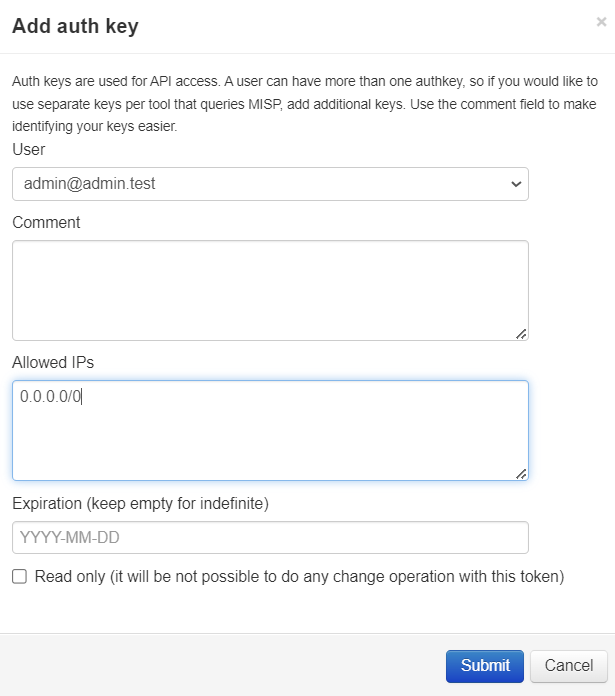 Add auth key
×
Auth keys are used for API access. A user can have more than one authkey, so if you would like to
use separate keys per tool that queries MISP, add additional keys. Use the comment field to make
identifying your keys easier.
User
admin@admin.test
Comment
Allowed IPs
0.0.0.0/0
Expiration (keep empty for indefinite)
YYYY-MM-DD
Read only (it will be not possible to do any change operation with this token)
Submit
Cancel